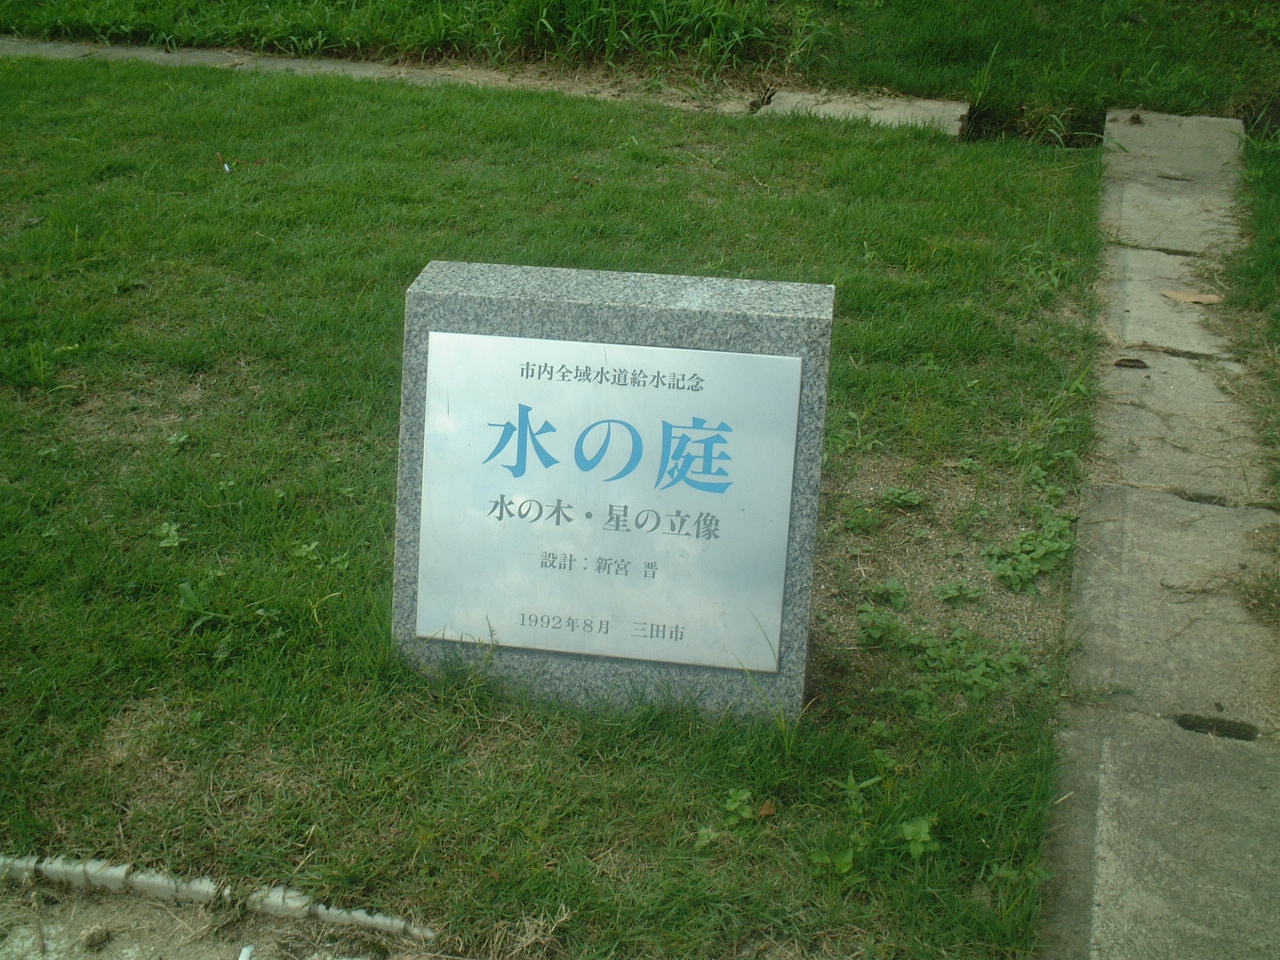 市内全域水道給水記念
水の庭
水の木・星の立像
設計：新宮 晋
1992年8月 三田市